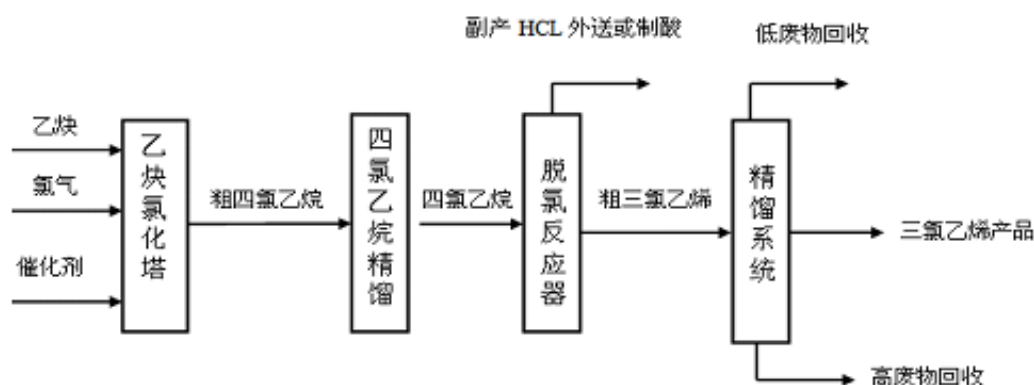 副产 HCL 外送或制酸
低废物回收
乙炔
氯气
催化剂
乙炔氯化塔
粗四氯乙烷
四氯乙烷精馏
四氯乙烷
脱氯反应器
粗三氯乙烯
精馏系统
三氯乙烯产品
高废物回收